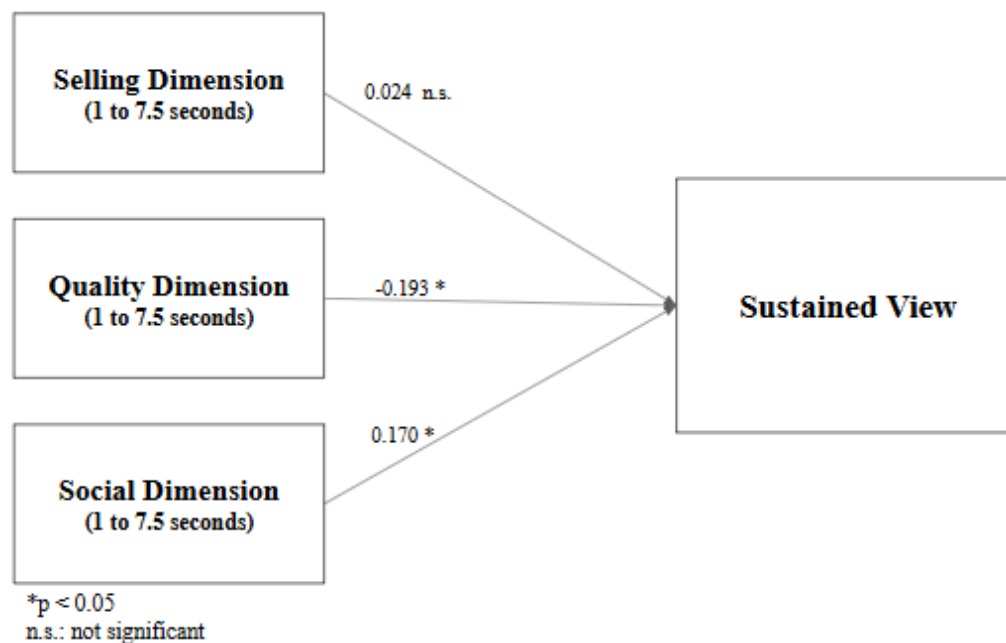 Selling Dimension
(1 to 7.5 seconds)
0.024 n.s.
Quality Dimension
(1 to 7.5 seconds)
-0.193 *
Sustained View
Social Dimension
(1 to 7.5 seconds)
0.170 *
*p < 0.05
n.s.: not significant